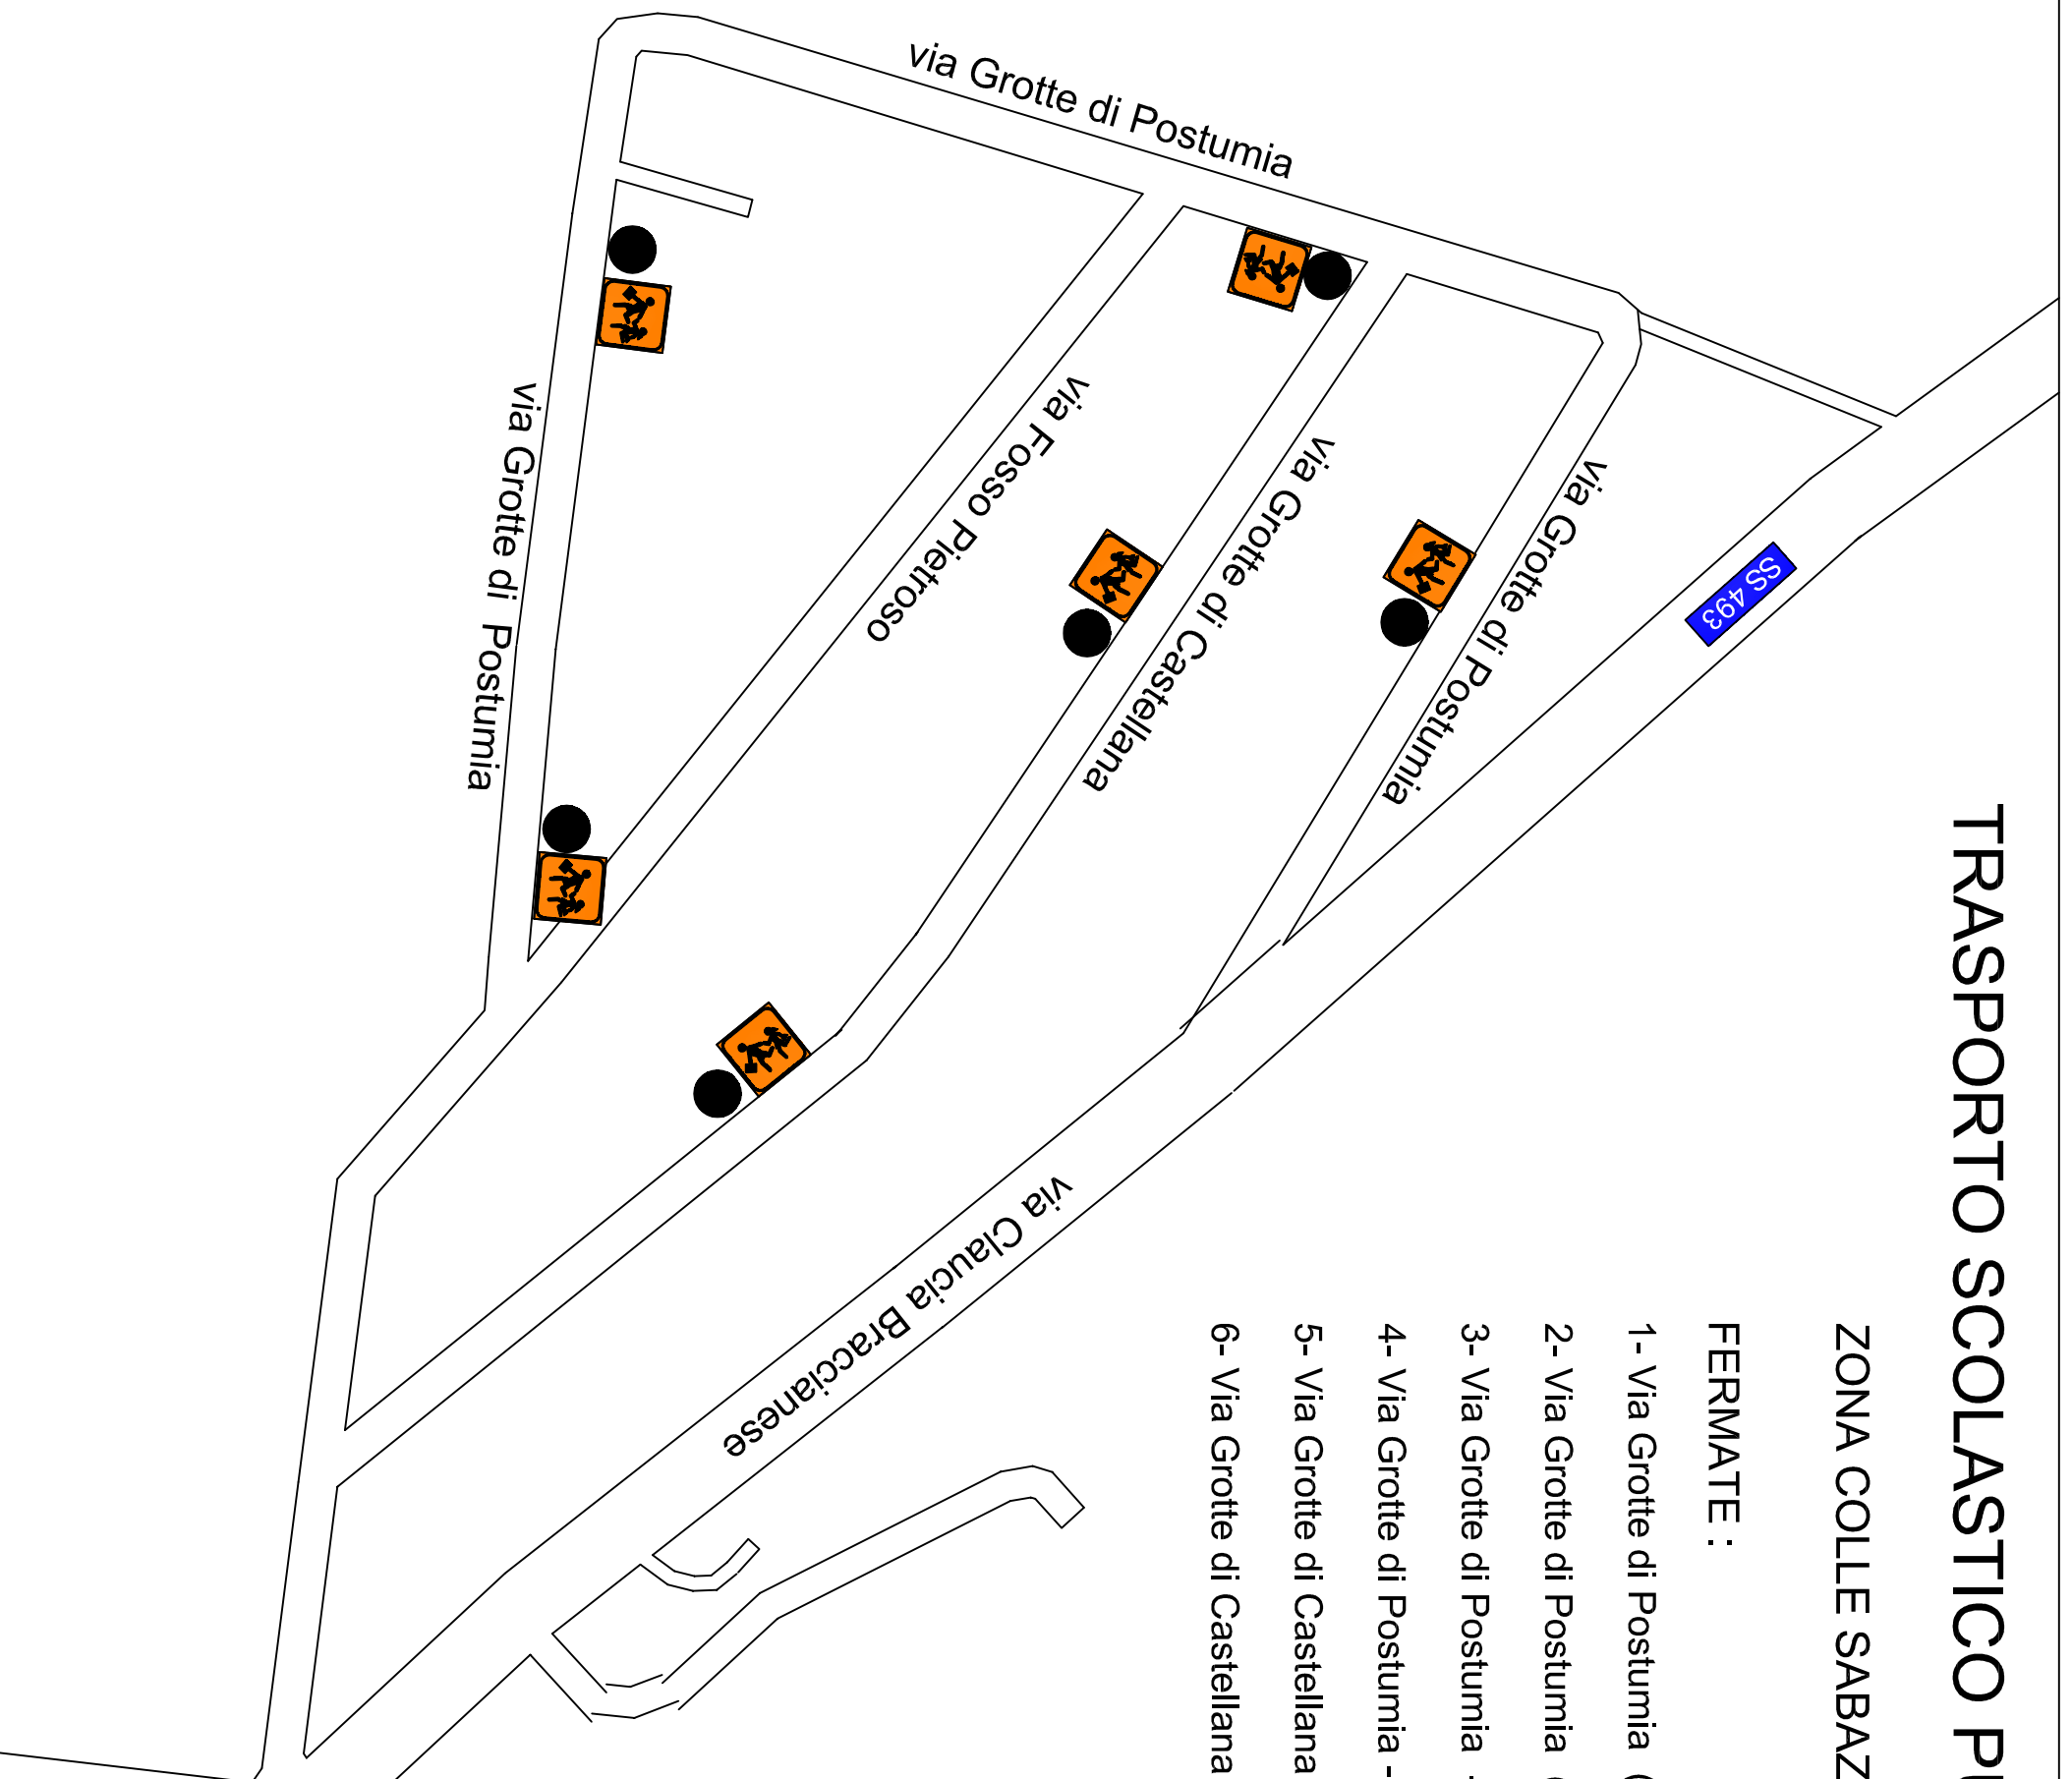 TRASPORTO SCOLASTICO
ZONA COLLE SABAZ
FERMATE :
1- Via Grotte di Postumia (
2- Via Grotte di Postumia
3- Via Grotte di Postumia
4- Via Grotte di Postumia -
5- Via Grotte di Castellana
6- Via Grotte di Castellana
via Grotte di Postumia
via Grotte di Postumia
via Fosso Pietroso
via Grotte di Castellana
via Grotte di Postumia
SS 493
via Claucia Braccianese